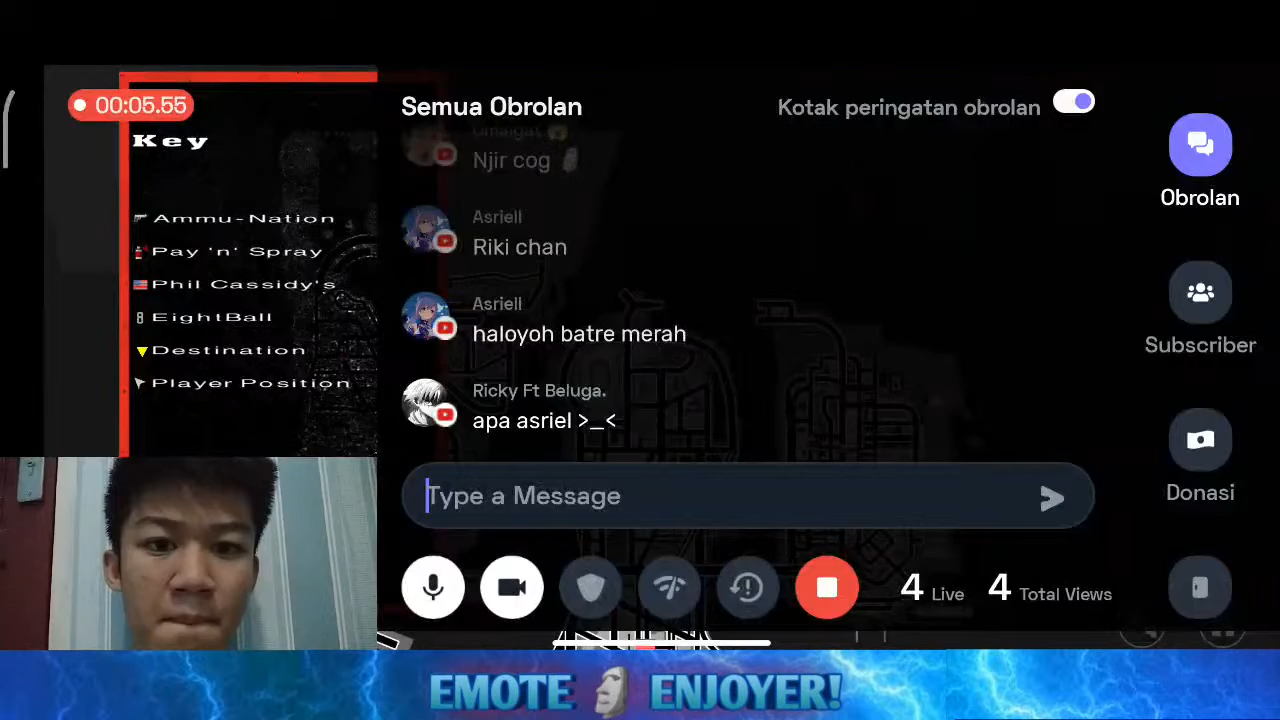 00:05.55
Key
Ammu-Nation
Pay 'n' Spray
Phil Cassidy's
EightBall
Destination
Player Position
Semua Obrolan
Kotak peringatan obrolan
Njir cog 🗿
Asriell
Riki chan
Asriell
haloyoh batre merah
Ricky Ft Beluga.
apa asriel >_<
Type a Message
4 Live
4 Total Views
Obrolan
Subscriber
Donasi
EMOTE 🗿 ENJOYER!